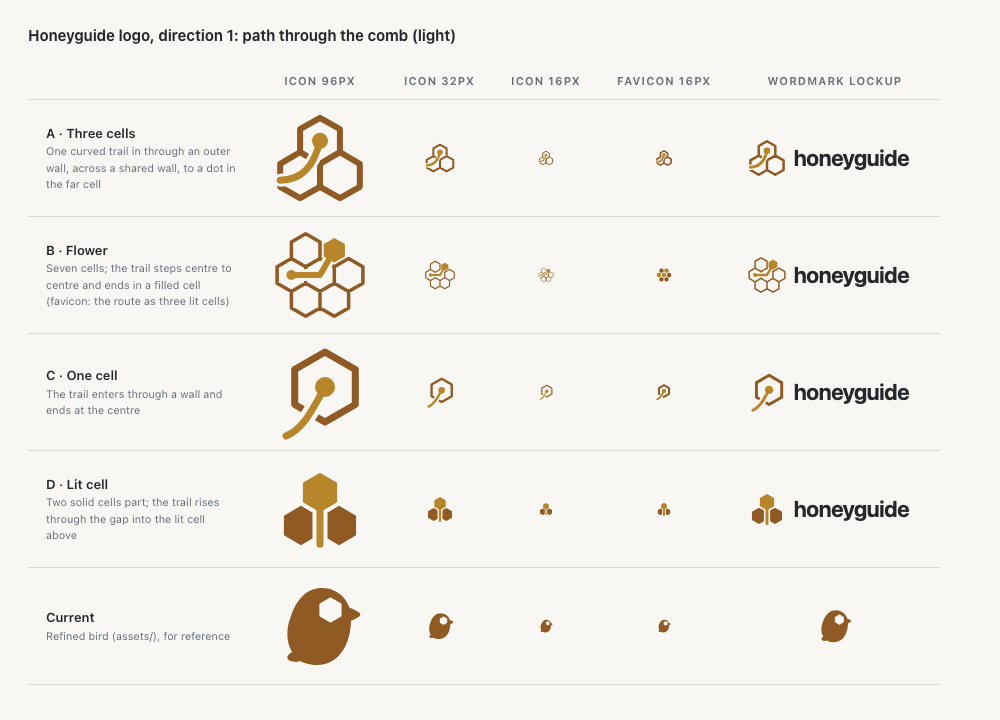 Honeyguide logo, direction 1: path through the comb (light)
ICON 96PX ICON 32PX ICON 16PX FAVICON 16PX WORDMARK LOCKUP
A · Three cells
One curved trail in through an outer
wall, across a shared wall, to a dot in
the far cell
honeyguide
B · Flower
Seven cells; the trail steps centre to
centre and ends in a filled cell
(favicon: the route as three lit cells)
honeyguide
C · One cell
The trail enters through a wall and
ends at the centre
honeyguide
D · Lit cell
Two solid cells part; the trail rises
through the gap into the lit cell
above
honeyguide
Current
Refined bird (assets/), for reference